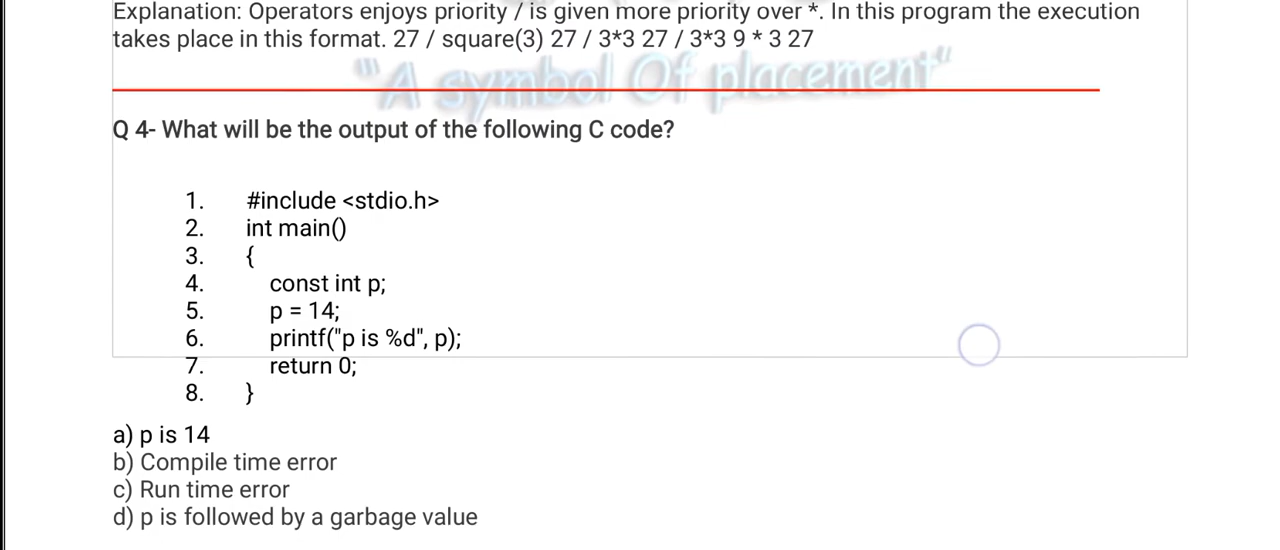 Explanation: Operators enjoys priority / is given more priority over *. In this program the execution
takes place in this format. 27 / square(3) 27 / 3*3 27 / 3*3 9 * 3 27
"A symbol Of placement"
Q 4- What will be the output of the following C code?
1. #include <stdio.h>
2. int main()
3. {
4. const int p;
5. p = 14;
6. printf("p is %d", p);
7. return 0;
8. }
a) p is 14
b) Compile time error
c) Run time error
d) p is followed by a garbage value